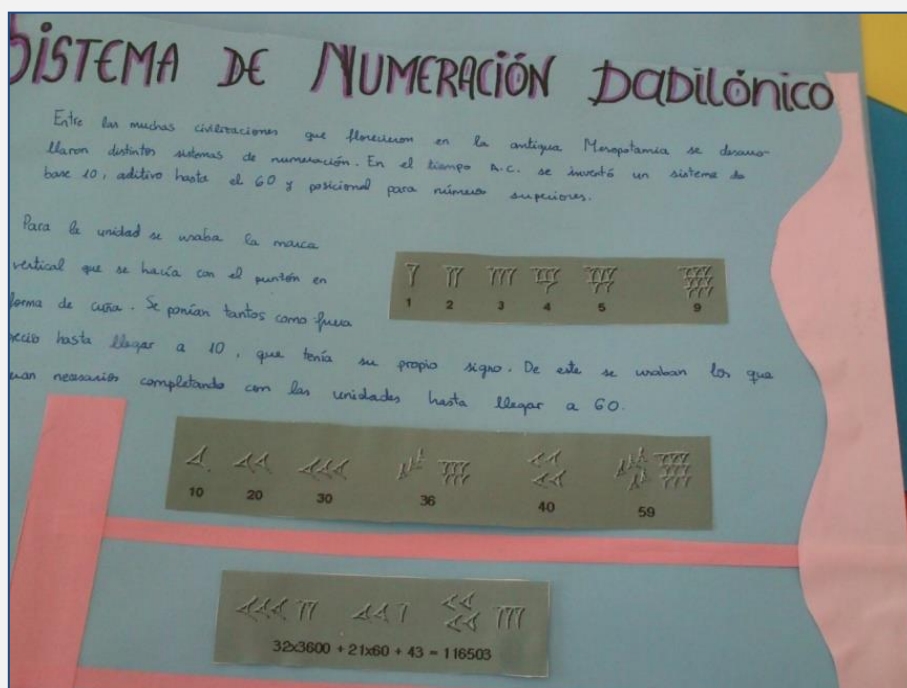 SISTEMA DE NUMERACIÓN BABILÓNICO
Entre las muchas civilizaciones que florecieron en la antigua Mesopotamia se desarro-
llaron distintos sistemas de numeración. En el tiempo A.C. se inventó un sistema de
base 10, aditivo hasta el 60 y posicional para números superiores.
Para la unidad se usaba la marca
vertical que se hacía con el punzón en
forma de cuña. Se ponían tantos como fuera
preciso hasta llegar a 10, que tenía su propio signo. De este se usaban los que
eran necesarios completando con las unidades hasta llegar a 60.
1 2 3 4 5 9
10 20 30 36 40 59
32x3600 + 21x60 + 43 = 116503